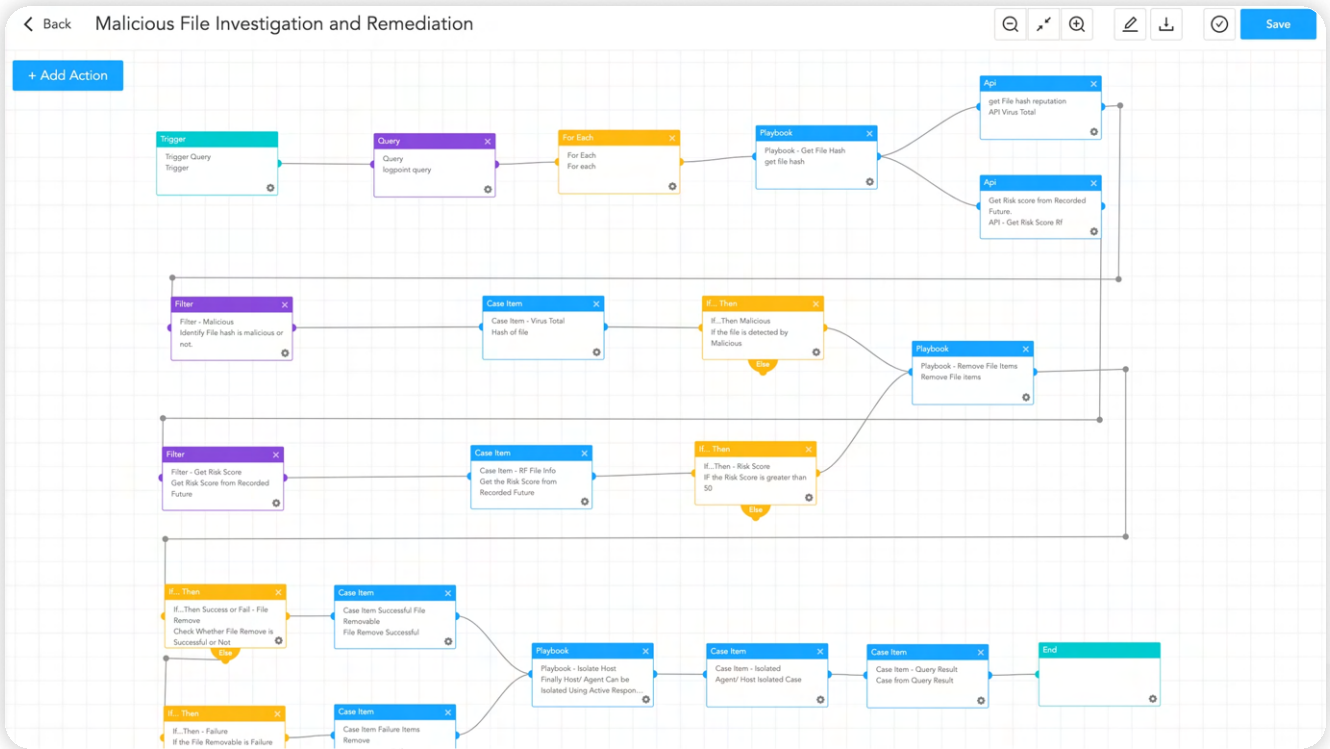 Back
Malicious File Investigation and Remediation
Save
+ Add Action
Trigger
Trigger Query
Trigger
Query
Query
logpoint query
For Each
For Each
For each
Playbook
Playbook - Get File Hash
get file hash
Api
get File hash reputation
API Virus Total
Api
Get Risk score from Recorded
Future.
API - Get Risk Score Rf
Filter
Filter - Malicious
Identify File hash is malicious or
not.
Case Item
Case Item - Virus Total
Hash of file
If... Then
If...Then Malicious
If the file is detected by
Malicious
Else
Playbook
Playbook - Remove File Items
Remove File items
Filter
Filter - Get Risk Score
Get Risk Score from Recorded
Future
Case Item
Case Item - RF File Info
Get the Risk Score from
Recorded Future
If... Then
If...Then - Risk Score
IF the Risk Score is greater than
50
Else
If... Then
If...Then Success or Fail - File
Remove
Check Whether File Remove is
Successful or Not
Else
Case Item
Case Item Successful File
Removable
File Remove Successful
Playbook
Playbook - Isolate Host
Finally Host/ Agent Can be
Isolated Using Active Respon...
Case Item
Case Item - Isolated
Agent/ Host Isolated Case
Case Item
Case Item - Query Result
Case from Query Result
End
If... Then
If...Then - Failure
If the File Removable is Failure
Case Item
Case Item Failure Items
Remove